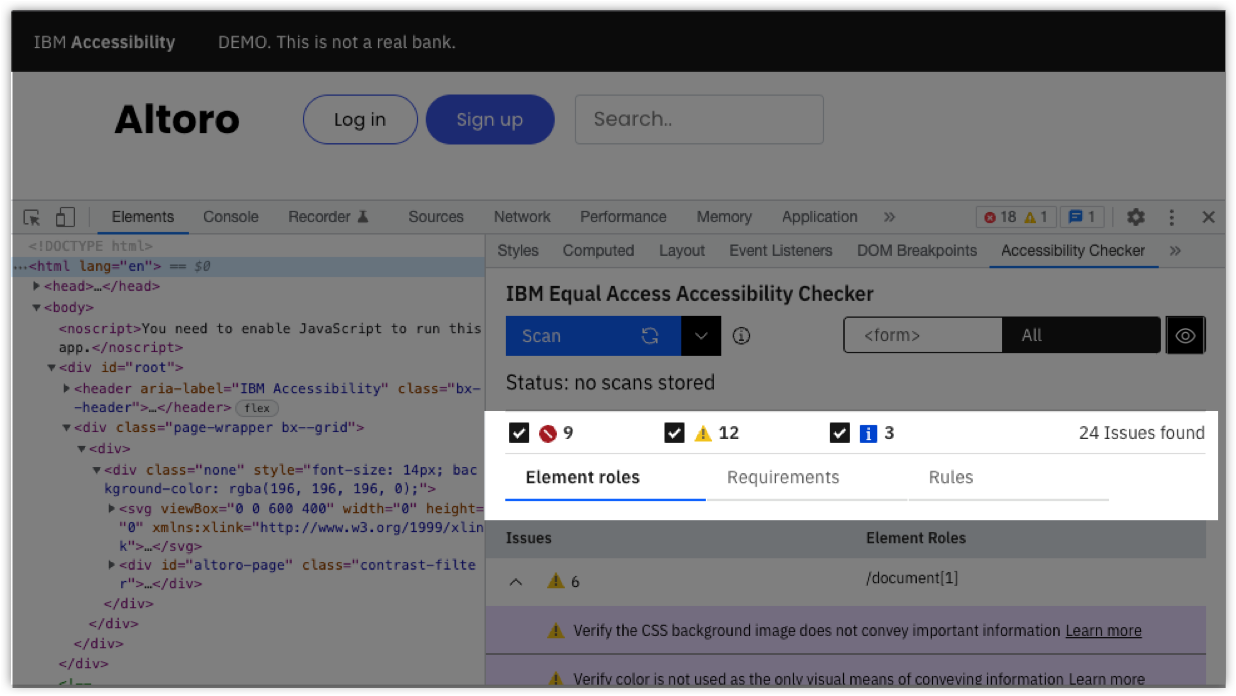 IBM Accessibility DEMO. This is not a real bank.
Altoro Log in Sign up Search..
Elements Console Recorder Sources Network Performance Memory Application » 18 1 1
<!DOCTYPE html>
⋯<html lang="en"> == $0
<head>…</head>
<body>
<noscript>You need to enable JavaScript to run this
app.</noscript>
<div id="root">
<header aria-label="IBM Accessibility" class="bx-
-header">…</header> flex
<div class="page-wrapper bx--grid">
<div>
<div class="none" style="font-size: 14px; bac
kground-color: rgba(196, 196, 196, 0);">
<svg viewBox="0 0 600 400" width="0" height=
"0" xmlns:xlink="http://www.w3.org/1999/xlin
k">…</svg>
<div id="altoro-page" class="contrast-filte
r">…</div>
</div>
</div>
</div>
</div>
Styles Computed Layout Event Listeners DOM Breakpoints Accessibility Checker »
IBM Equal Access Accessibility Checker
Scan <form> All
Status: no scans stored
9 12 3 24 Issues found
Element roles Requirements Rules
Issues Element Roles
6 /document[1]
Verify the CSS background image does not convey important information Learn more
Verify color is not used as the only visual means of conveying information Learn more